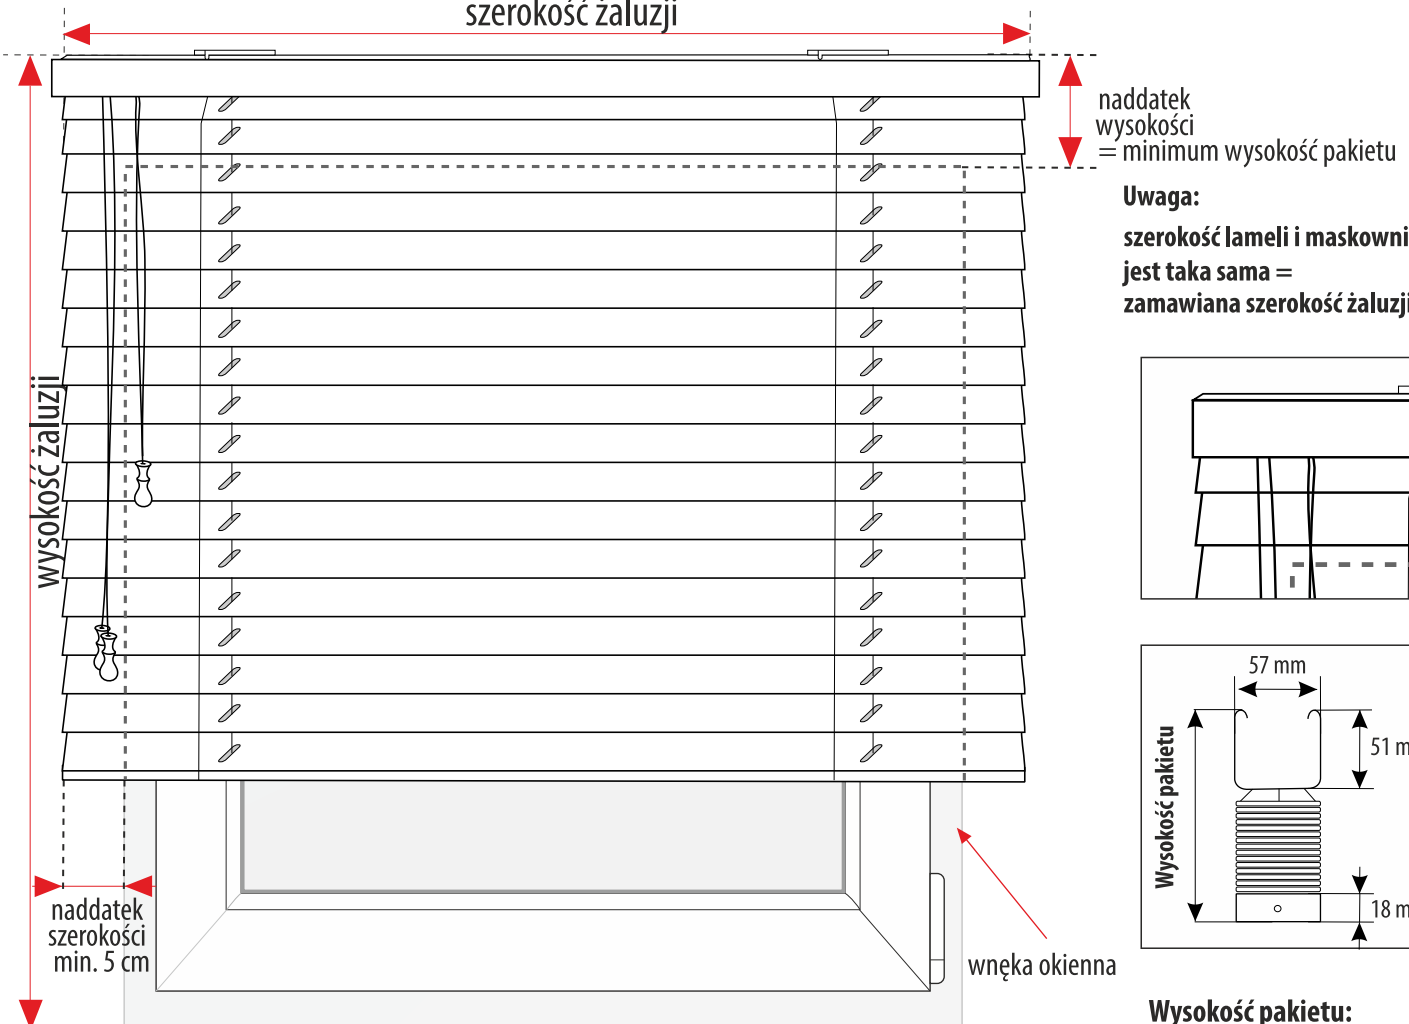 szerokość żaluzji
naddatek
wysokości
= minimum wysokość pakietu
Uwaga:
szerokość lameli i maskowni
jest taka sama =
zamawiana szerokość żaluzji
wysokość żaluzji
57 mm
Wysokość pakietu
51 m
18 m
naddatek
szerokości
min. 5 cm
wnęka okienna
Wysokość pakietu: